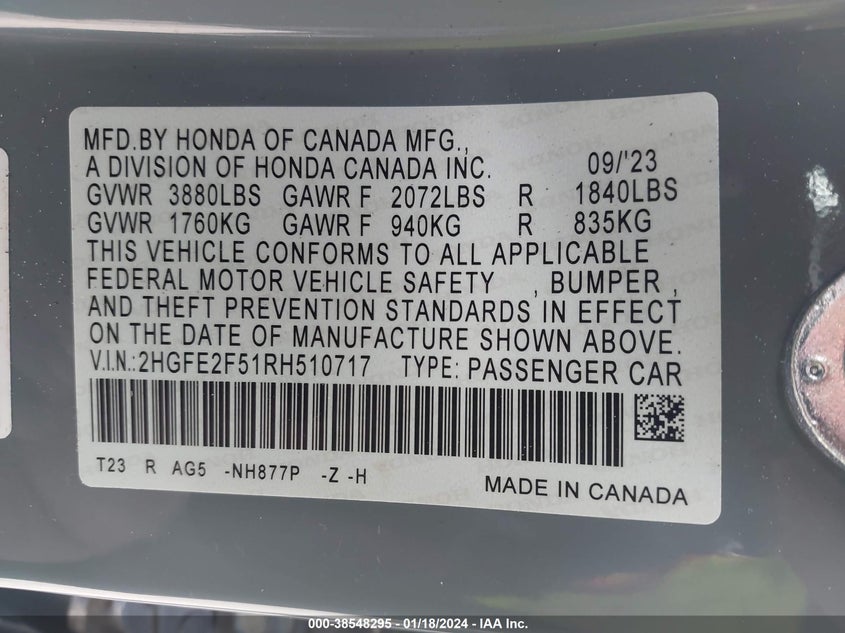 MFD.BY HONDA OF CANADA MFG.,
A DIVISION OF HONDA CANADA INC. 09/'23
GVWR 3880LBS GAWR F 2072LBS R 1840LBS
GVWR 1760KG GAWR F 940KG R 835KG
THIS VEHICLE CONFORMS TO ALL APPLICABLE
FEDERAL MOTOR VEHICLE SAFETY , BUMPER ,
AND THEFT PREVENTION STANDARDS IN EFFECT
ON THE DATE OF MANUFACTURE SHOWN ABOVE.
V.I.N.:2HGFE2F51RH510717 TYPE: PASSENGER CAR
T23 R AG5 -NH877P -Z -H
MADE IN CANADA
000-38548295 - 01/18/2024 - IAA Inc.